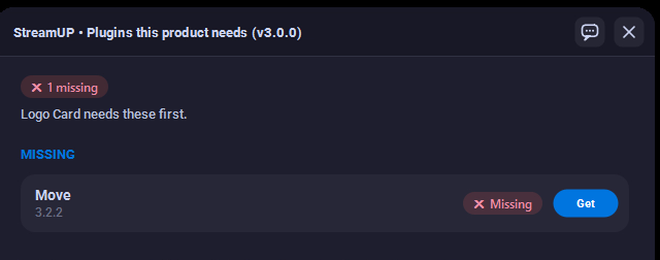 StreamUP • Plugins this product needs (v3.0.0)
1 missing
Logo Card needs these first.
MISSING
Move
3.2.2
Missing
Get